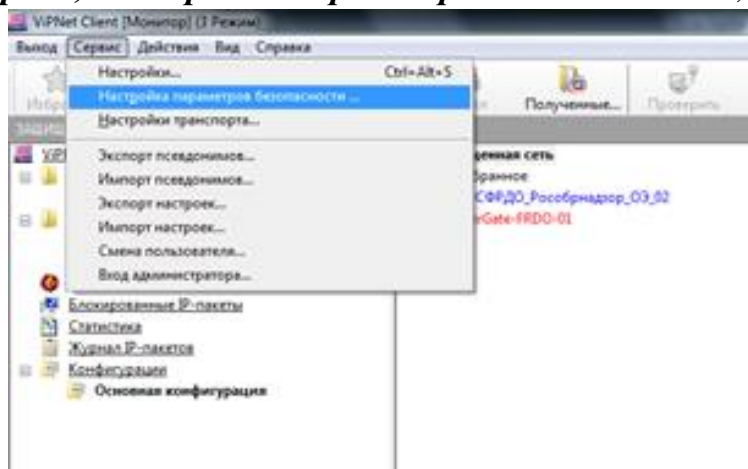 ViPNet Client [Монитор] (3 Режим)
Выход Сервис Действия Вид Справка
Настройки... Ctrl+Alt+S
Настройка параметров безопасности ...
Настройки транспорта...
Полученные... Проверить
Экспорт псевдонимов...
Импорт псевдонимов...
Экспорт настроек...
Импорт настроек...
Смена пользователя...
Вход администратора...
сеть
_Рособрнадзор_ОЭ_02
-FRDO-01
Блокированные IP-пакеты
Статистика
Журнал IP-пакетов
Конфигурации
Основная конфигурация